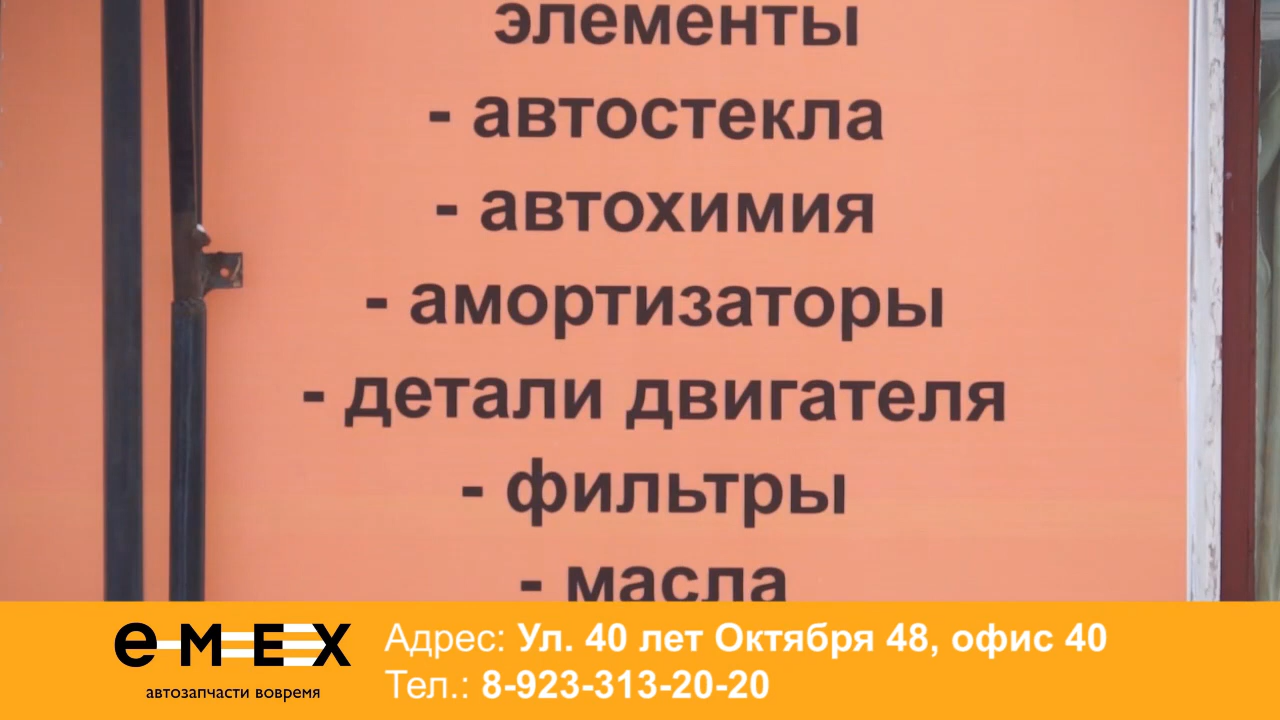 элементы
- автостекла
- автохимия
- амортизаторы
- детали двигателя
- фильтры
- масла
емех
автозапчасти вовремя
Адрес: Ул. 40 лет Октября 48, офис 40
Тел.: 8-923-313-20-20